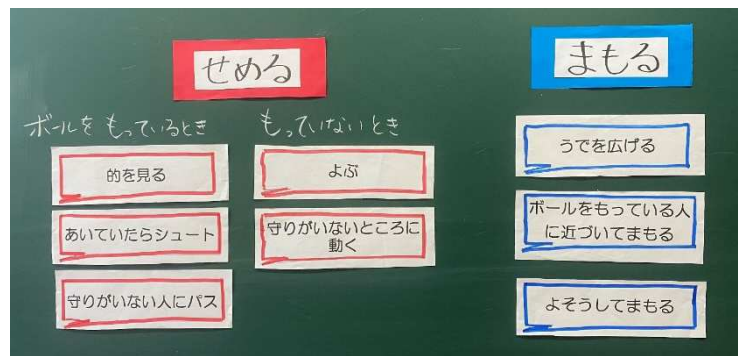 せめる
ボールをもっているとき
的を見る
あいていたらシュート
守りがいない人にパス
もっていないとき
よぶ
守りがいないところに
動く
まもる
うでを広げる
ボールをもっている人
に近づいてまもる
よそうしてまもる